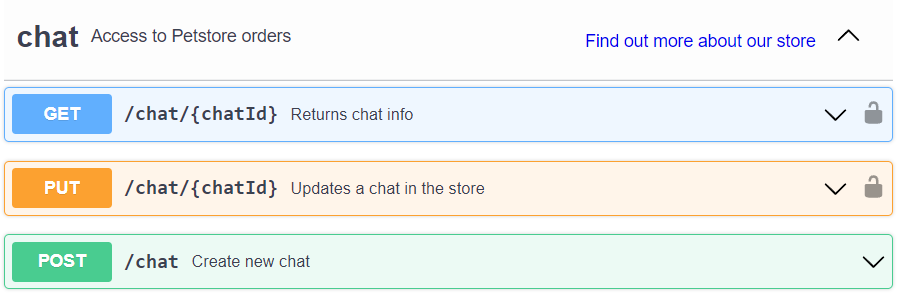 chat Access to Petstore orders Find out more about our store
GET /chat/{chatId} Returns chat info
PUT /chat/{chatId} Updates a chat in the store
POST /chat Create new chat